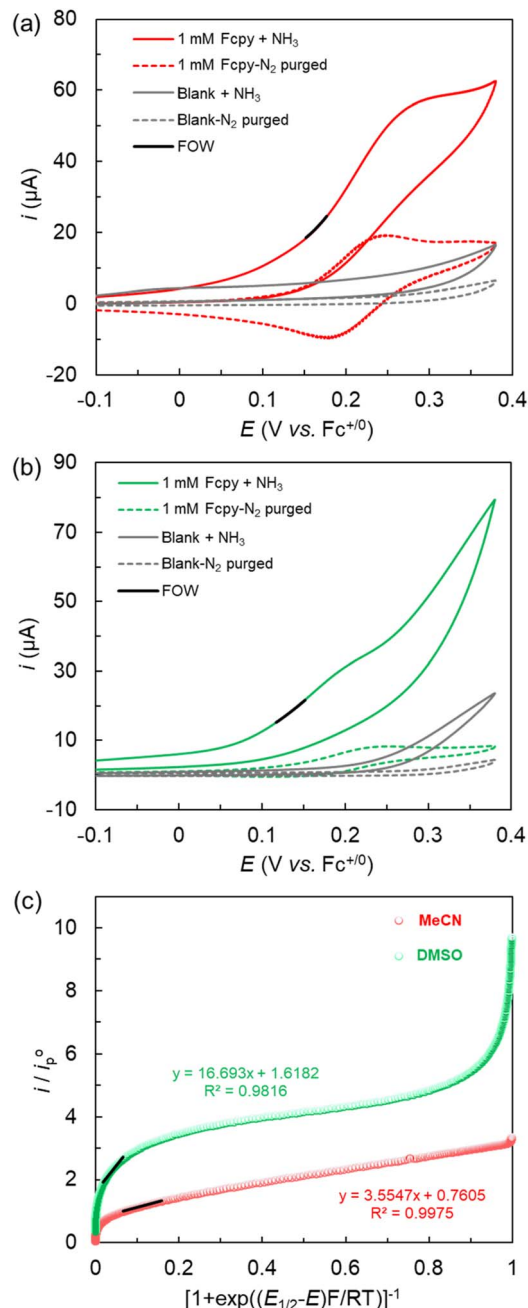 (a)
1 mM Fcpy + NH₃
1 mM Fcpy-N₂ purged
Blank + NH₃
Blank-N₂ purged
FOW
80
60
40
20
0
-20
i (µA)
-0.1 0 0.1 0.2 0.3 0.4
E (V vs. Fc⁺/⁰)
(b)
1 mM Fcpy + NH₃
1 mM Fcpy-N₂ purged
Blank + NH₃
Blank-N₂ purged
FOW
90
70
50
30
10
-10
i (µA)
-0.1 0 0.1 0.2 0.3 0.4
E (V vs. Fc⁺/⁰)
(c)
MeCN
DMSO
10
8
6
4
2
0
i / iₚ°
y = 16.693x + 1.6182
R² = 0.9816
y = 3.5547x + 0.7605
R² = 0.9975
0 0.2 0.4 0.6 0.8 1
[1+exp((E₁/₂-E)F/RT)]⁻¹